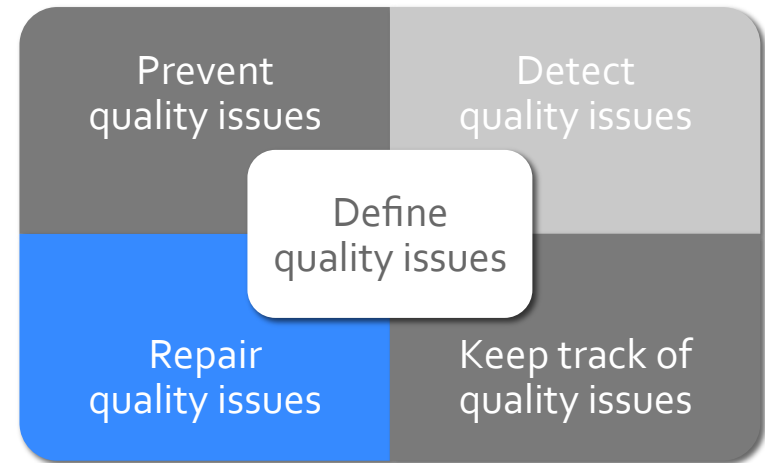 Prevent
quality issues
Detect
quality issues
Define
quality issues
Repair
quality issues
Keep track of
quality issues